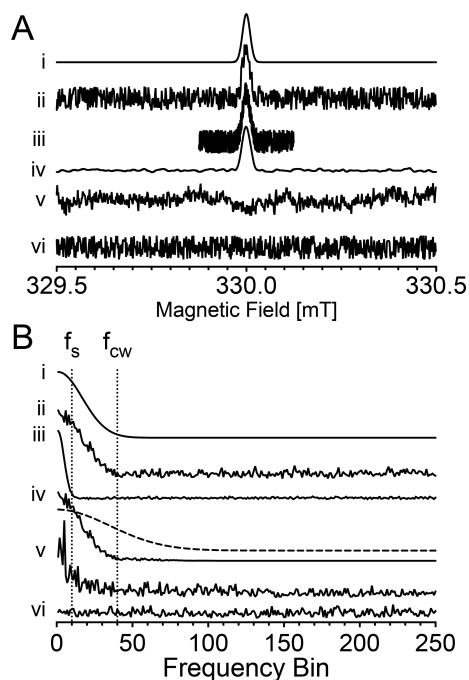 A
i
ii
iii
iv
v
vi
329.5 330.0 330.5
Magnetic Field [mT]
B
fs fcw
i
ii
iii
iv
v
vi
0 50 100 150 200 250
Frequency Bin